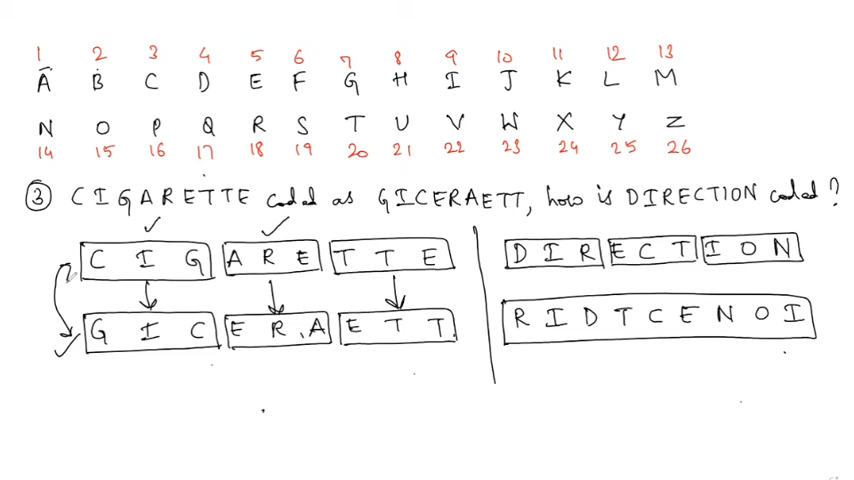 1 2 3 4 5 6 7 8 9 10 11 12 13
A B C D E F G H I J K L M
N O P Q R S T U V W X Y Z
14 15 16 17 18 19 20 21 22 23 24 25 26
③ CIGARETTE coded as GICERAETT, how is DIRECTION coded?
C I G A R E T T E D I R E C T I O N
G I C E R A E T T R I D T C E N O I